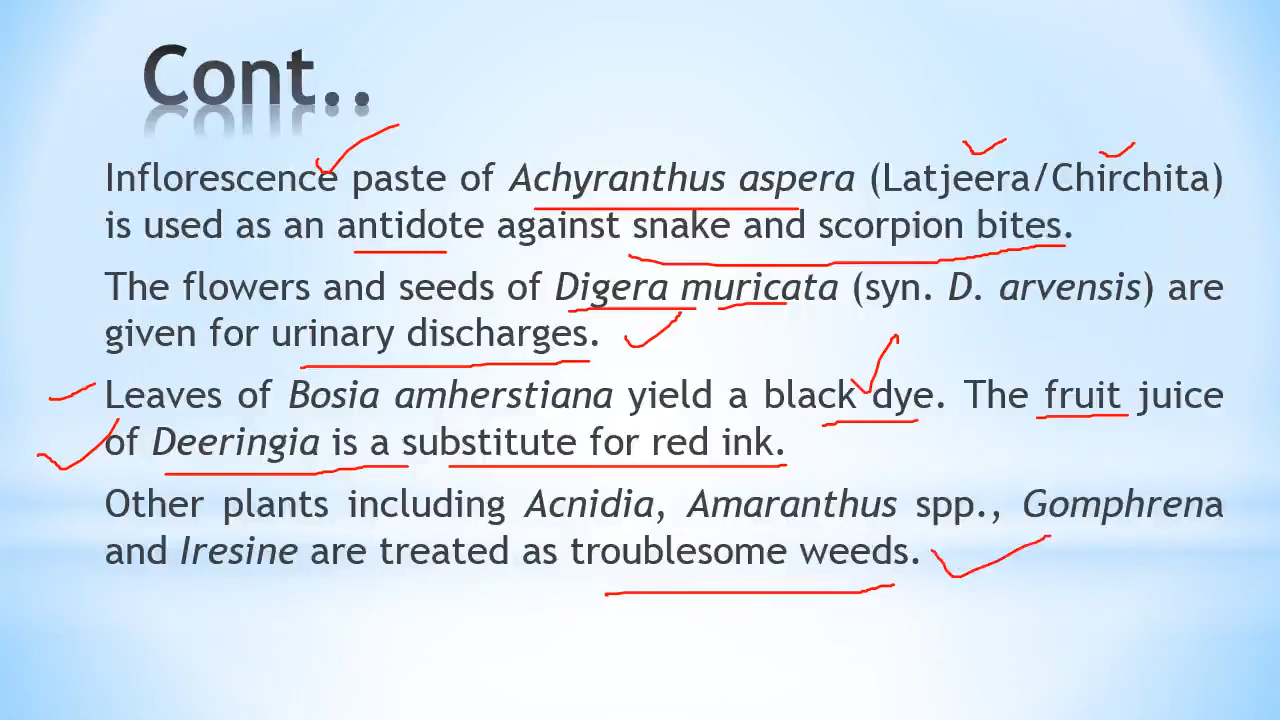 Cont..
Inflorescence paste of Achyranthus aspera (Latjeera/Chirchita)
is used as an antidote against snake and scorpion bites.
The flowers and seeds of Digera muricata (syn. D. arvensis) are
given for urinary discharges.
Leaves of Bosia amherstiana yield a black dye. The fruit juice
of Deeringia is a substitute for red ink.
Other plants including Acnidia, Amaranthus spp., Gomphrena
and Iresine are treated as troublesome weeds.